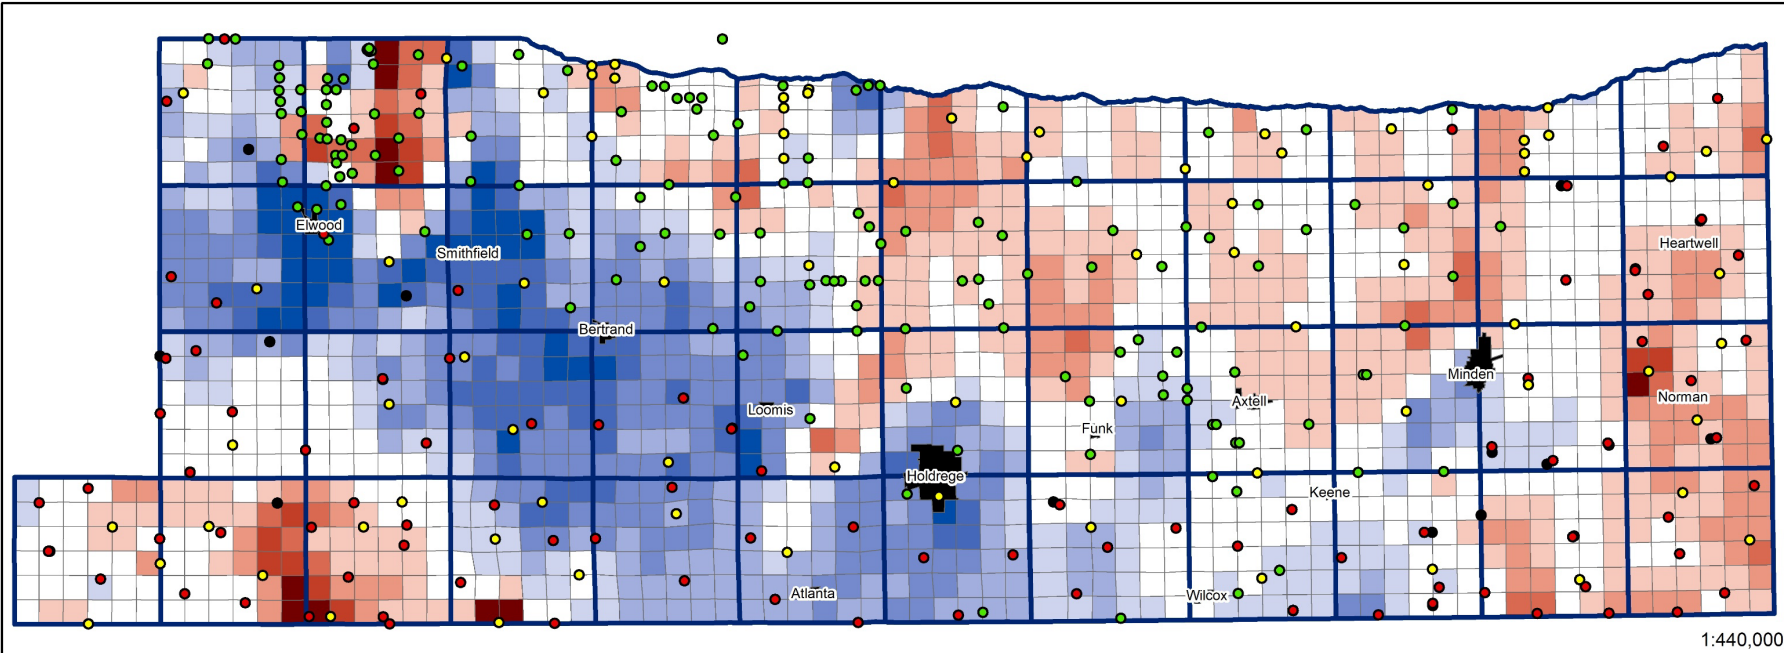 Elwood
Heartwell
Smithfield
Bertrand
Minden
Norman
Axtell
Loomis
Funk
Holdrege
Keene
Atlanta
Wilcox
1:440,000